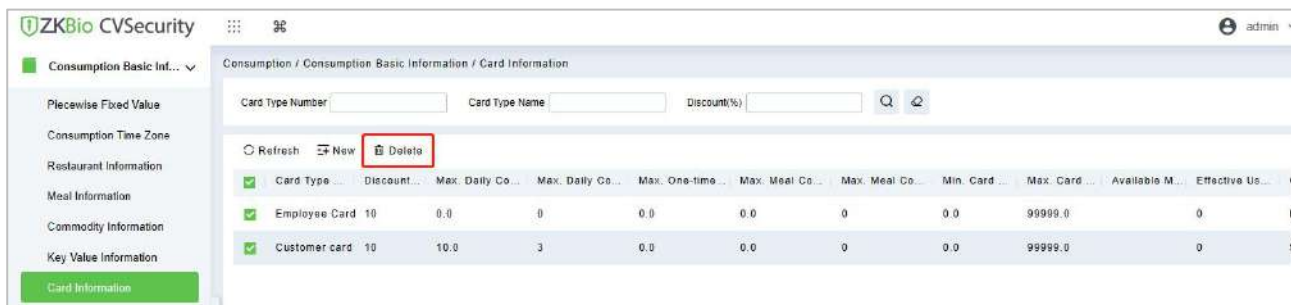 ZKBio CVSecurity
admin
Consumption Basic Inf...
Consumption / Consumption Basic Information / Card Information
Piecewise Fixed Value
Consumption Time Zone
Restaurant Information
Meal Information
Commodity Information
Key Value Information
Card Information
Card Type Number Card Type Name Discount(%)
Refresh New Delete
Card Type ... Discount... Max. Daily Co... Max. Daily Co... Max. One-time... Max. Meal Co... Max. Meal Co... Min. Card ... Max. Card ... Available M... Effective Us...
Employee Card 10 0.0 0 0.0 0.0 0 0.0 99999.0 0
Customer card 10 10.0 3 0.0 0.0 0 0.0 99999.0 0